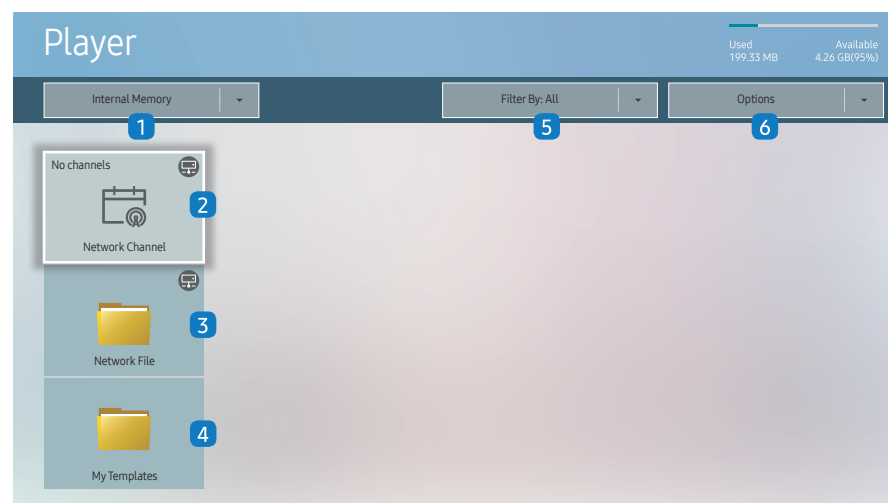 Player
Used Available
199.33 MB 4.26 GB(95%)
Internal Memory
Filter By: All
Options
1
5
6
No channels
2
Network Channel
3
Network File
4
My Templates